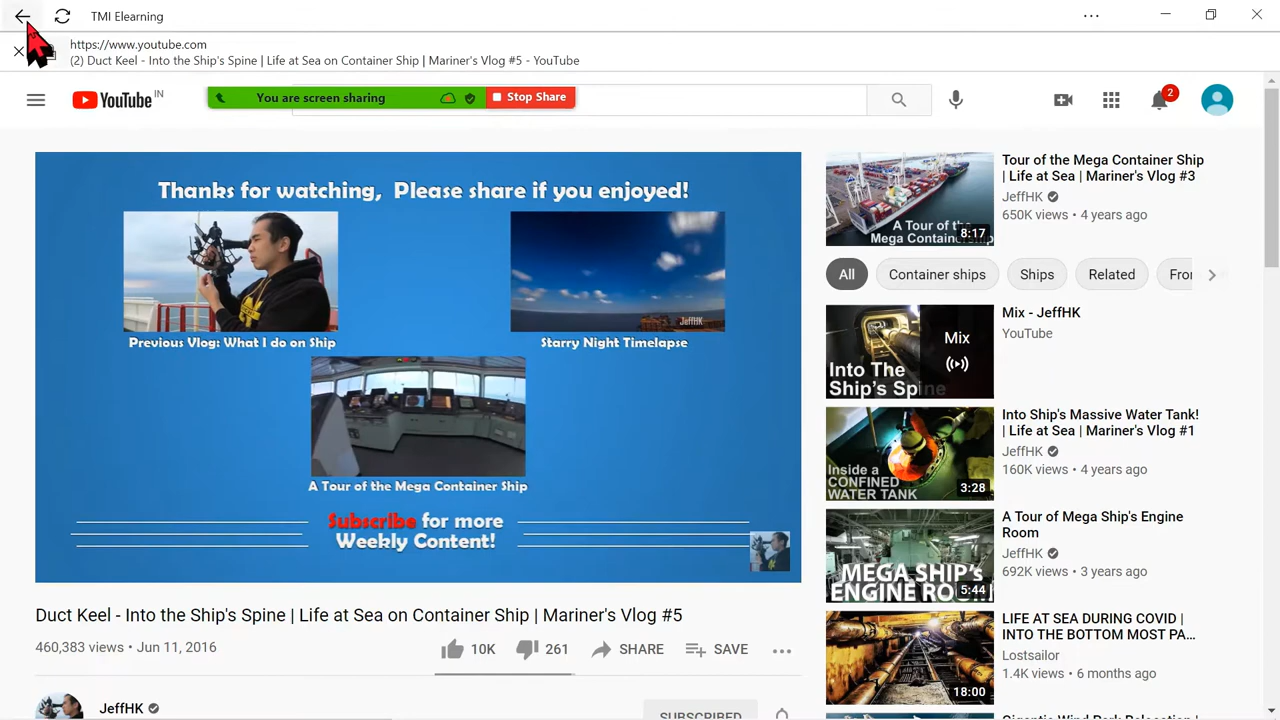 TMI Elearning
https://www.youtube.com
(2) Duct Keel - Into the Ship's Spine | Life at Sea on Container Ship | Mariner's Vlog #5 - YouTube
YouTube IN
You are screen sharing
Stop Share
2
Thanks for watching, Please share if you enjoyed!
JeffHK
Previous Vlog: What I do on Ship
Starry Night Timelapse
A Tour of the Mega Container Ship
Subscribe for more
Weekly Content!
Duct Keel - Into the Ship's Spine | Life at Sea on Container Ship | Mariner's Vlog #5
460,383 views • Jun 11, 2016
10K
261
SHARE
SAVE
JeffHK
SUBSCRIBED
A Tour of the
Mega Containership
8:17
Tour of the Mega Container Ship
| Life at Sea | Mariner's Vlog #3
JeffHK
650K views • 4 years ago
All
Container ships
Ships
Related
Fro
Into The
Ship's Spine
Mix
Mix - JeffHK
YouTube
Inside a
CONFINED
WATER TANK
3:28
Into Ship's Massive Water Tank!
| Life at Sea | Mariner's Vlog #1
JeffHK
160K views • 4 years ago
MEGA SHIP's
ENGINE ROOM
5:44
A Tour of Mega Ship's Engine
Room
JeffHK
692K views • 3 years ago
18:00
LIFE AT SEA DURING COVID |
INTO THE BOTTOM MOST PA...
Lostsailor
1.4K views • 6 months ago
Gigantic Wind Park Relocation |